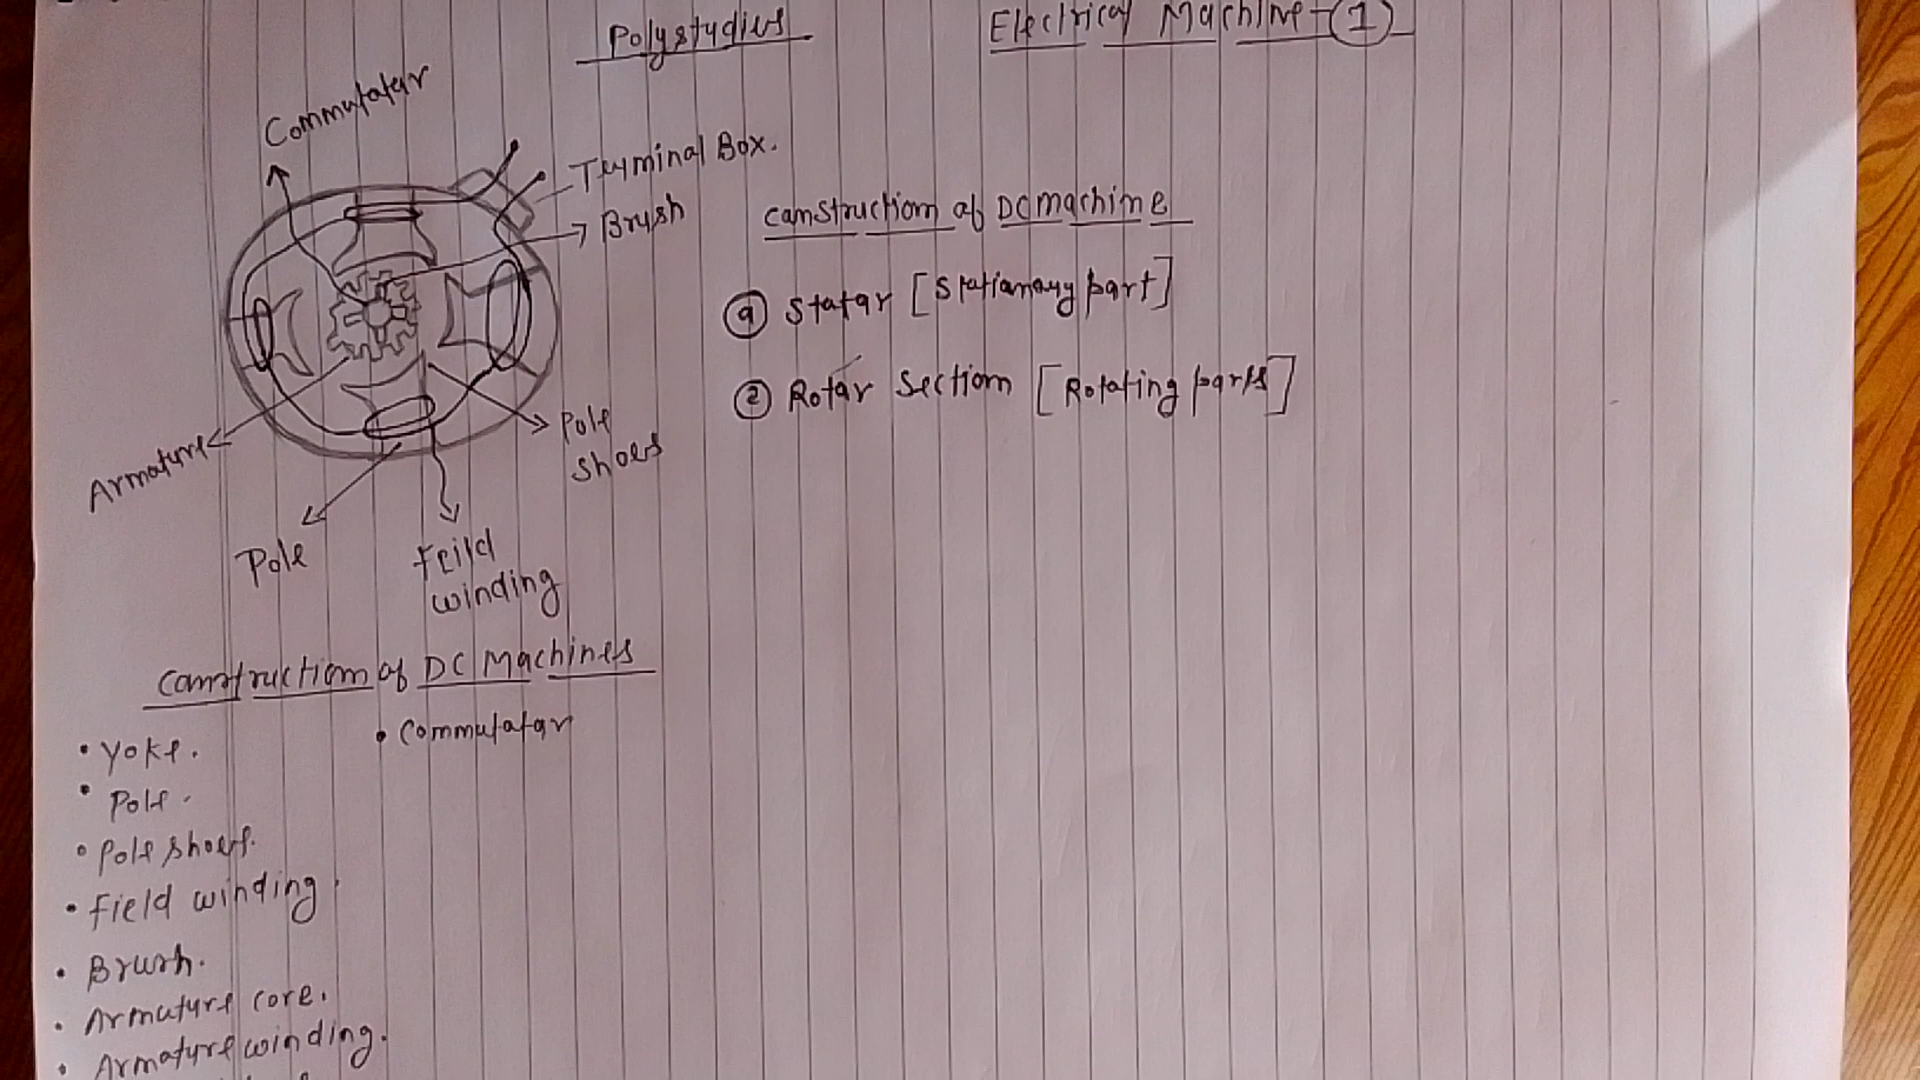 Polystudies
Electrical Machine-1
Commutator
Terminal Box.
Brush
Armature
Pole
Feild
winding
Pole
shoes
Construction of DC machine
1 Stator [Stationary part]
2 Rotor Section [Rotating parts]
Construction of DC Machines
• Yoke.
• Pole.
• Pole shoes.
• Field winding.
• Brush.
• Armature core.
• Armature winding.
• Commutator